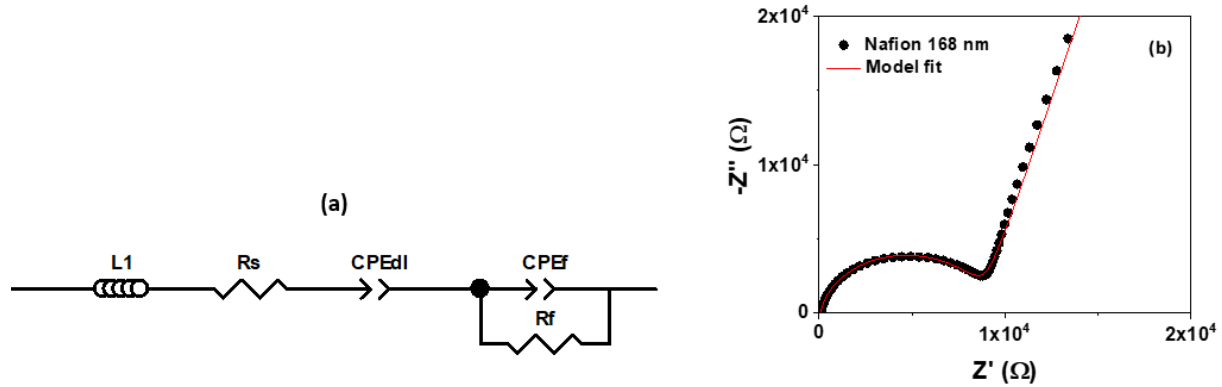 (a)
L1
Rs
CPEdl
CPEf
Rf
2x10⁴
1x10⁴
0
-Z'' (Ω)
Nafion 168 nm
Model fit
(b)
0
1x10⁴
2x10⁴
Z' (Ω)